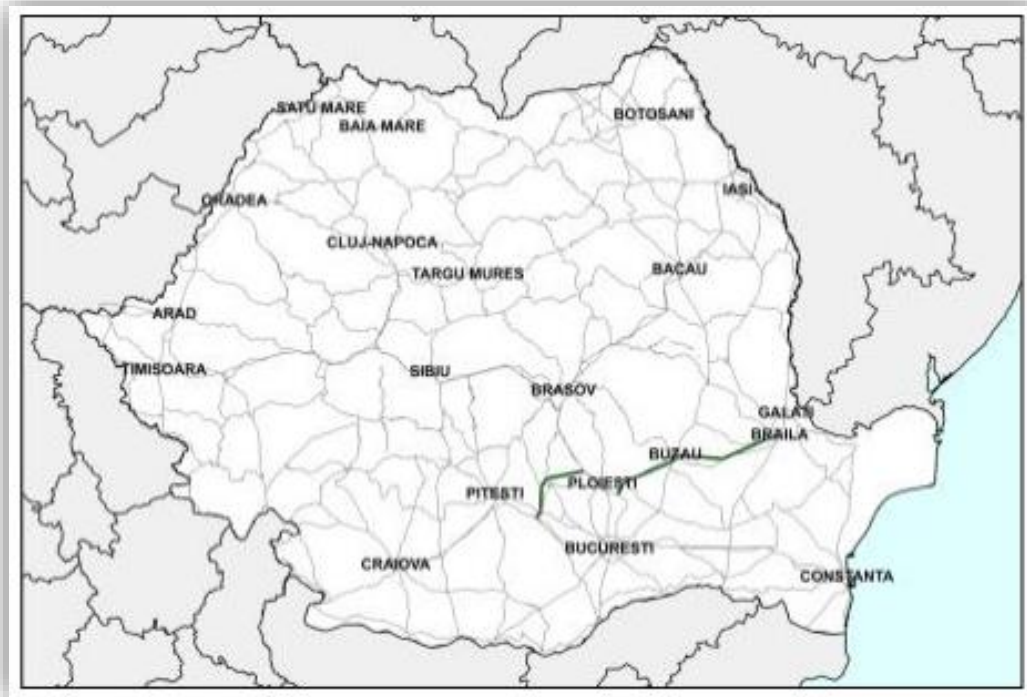 SATU MARE
BAIA MARE
BOTOSANI
IASI
ORADEA
CLUJ-NAPOCA
TARGU MURES
BACAU
ARAD
TIMISOARA
SIBIU
BRASOV
GALATI
BRAILA
BUZAU
PLOIESTI
PITESTI
BUCURESTI
CRAIOVA
CONSTANTA